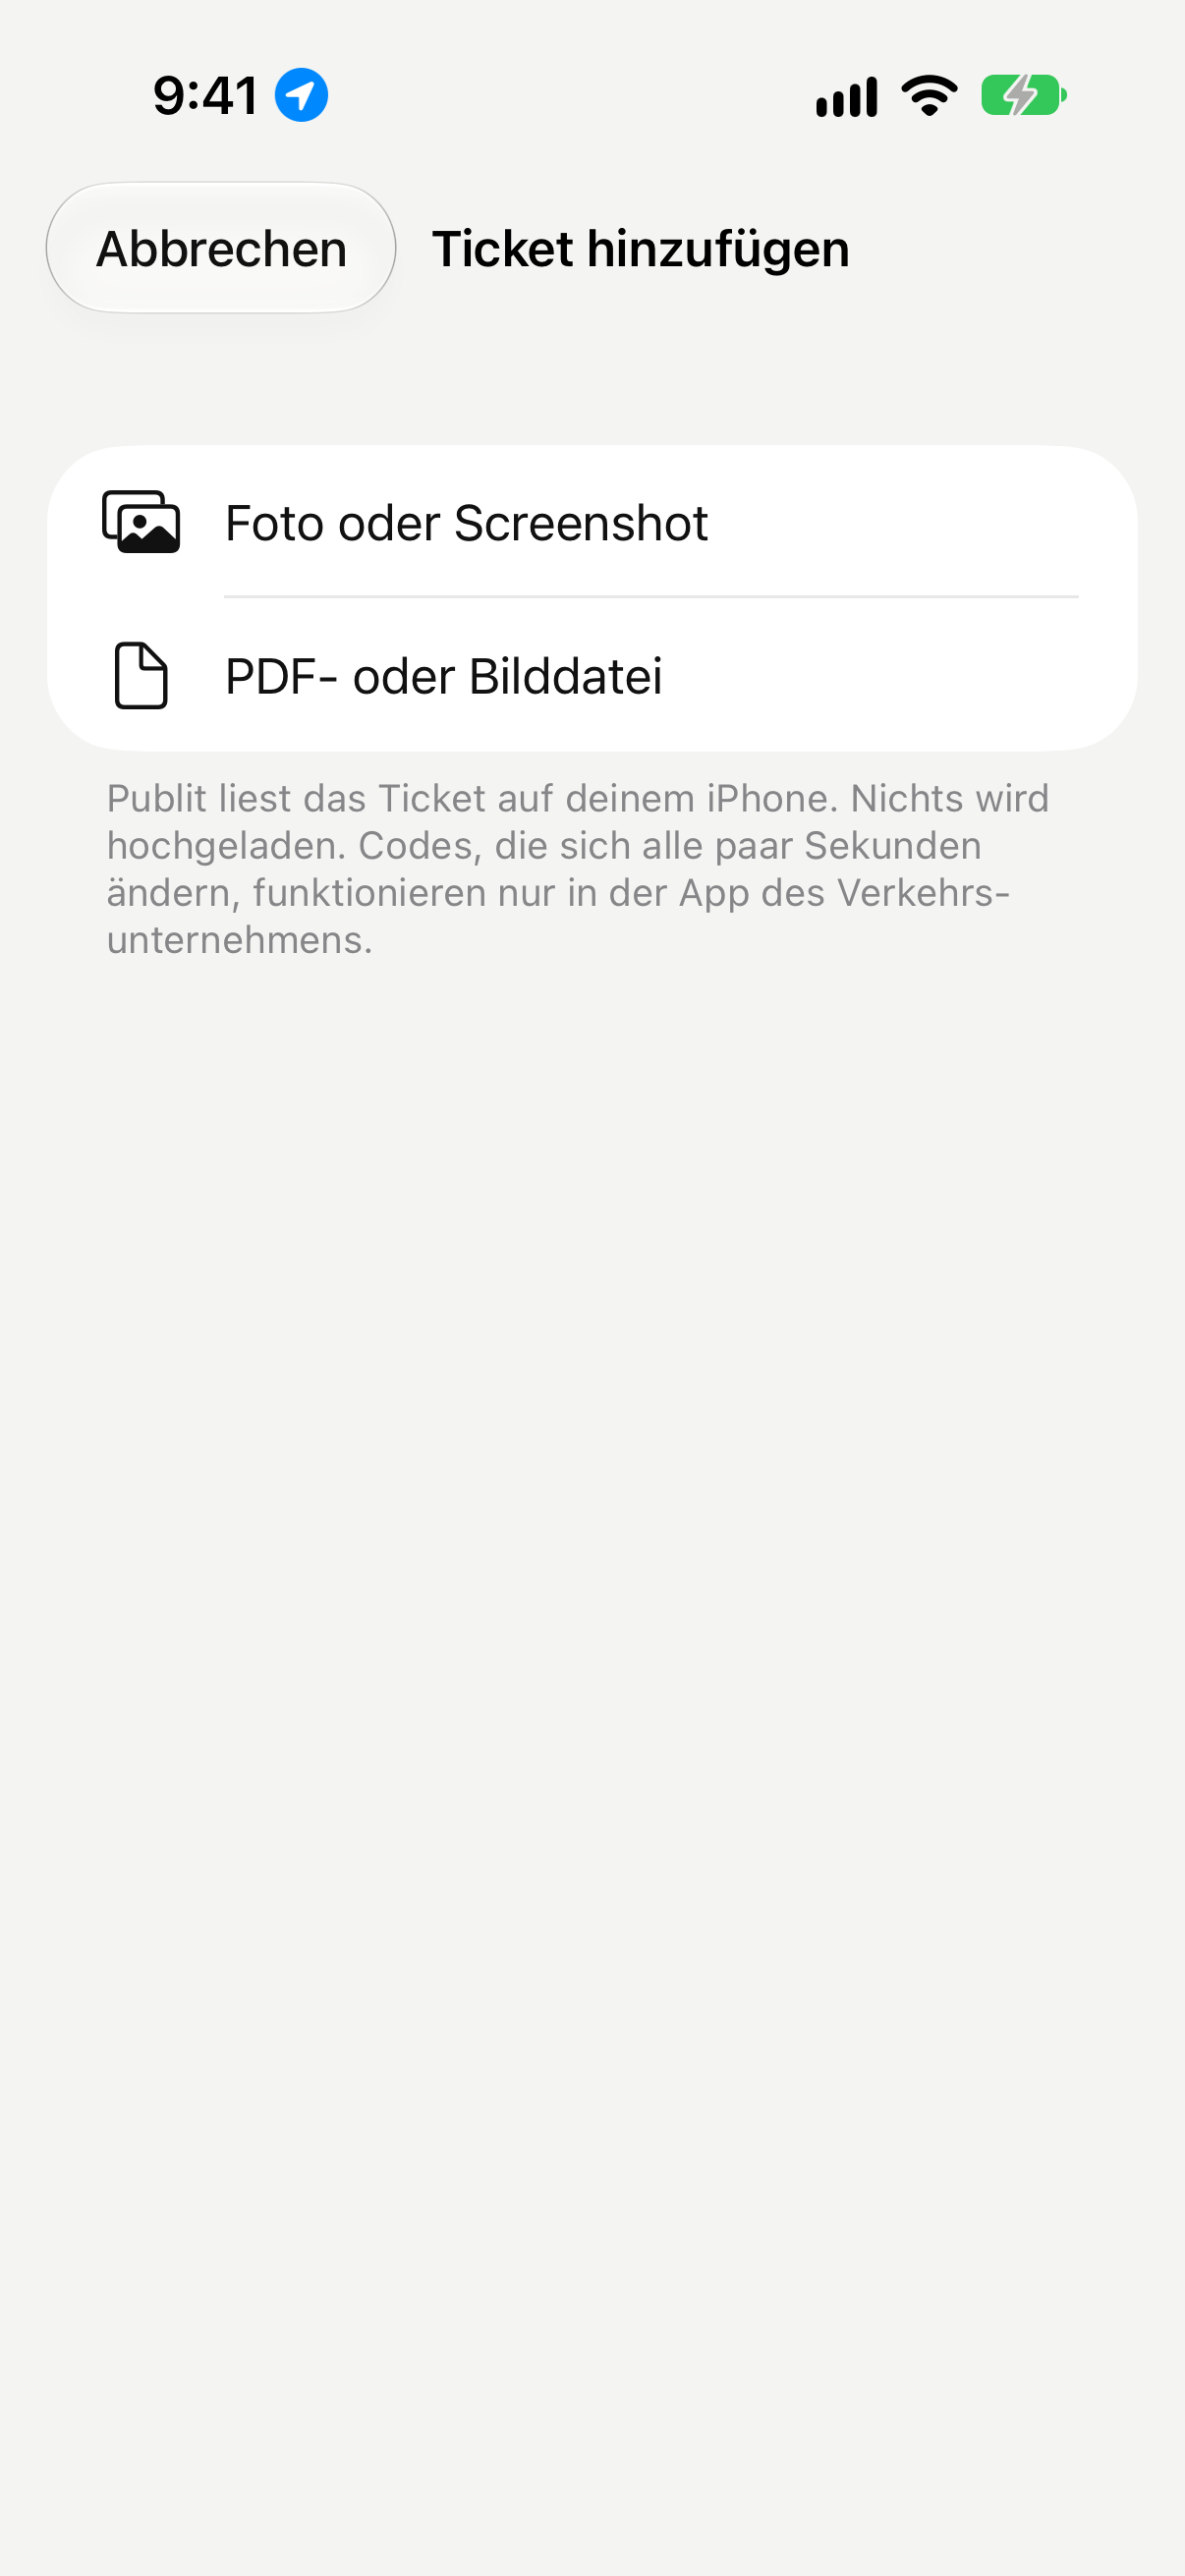 9:41
Abbrechen
Ticket hinzufügen
Foto oder Screenshot
PDF- oder Bilddatei
Publit liest das Ticket auf deinem iPhone. Nichts wird
hochgeladen. Codes, die sich alle paar Sekunden
ändern, funktionieren nur in der App des Verkehrs-
unternehmens.